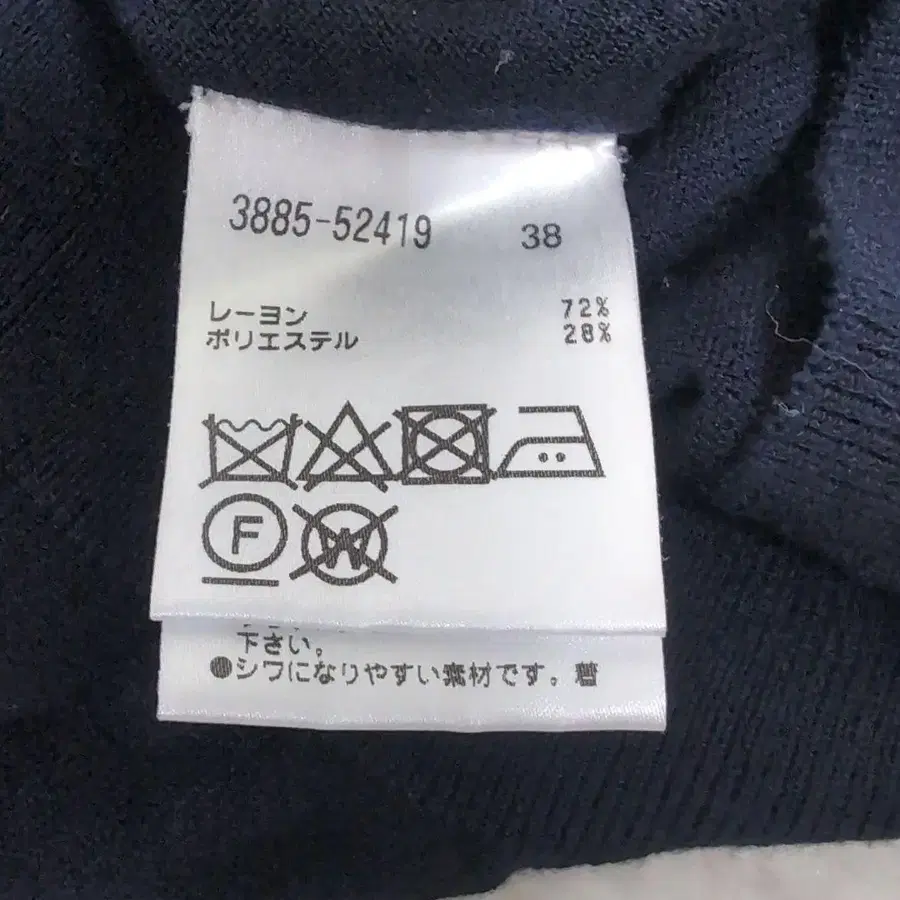 3885-52419 38
レーヨン 72%
ポリエステル 28%
F W
下さい。
●シワになりやすい素材です。着